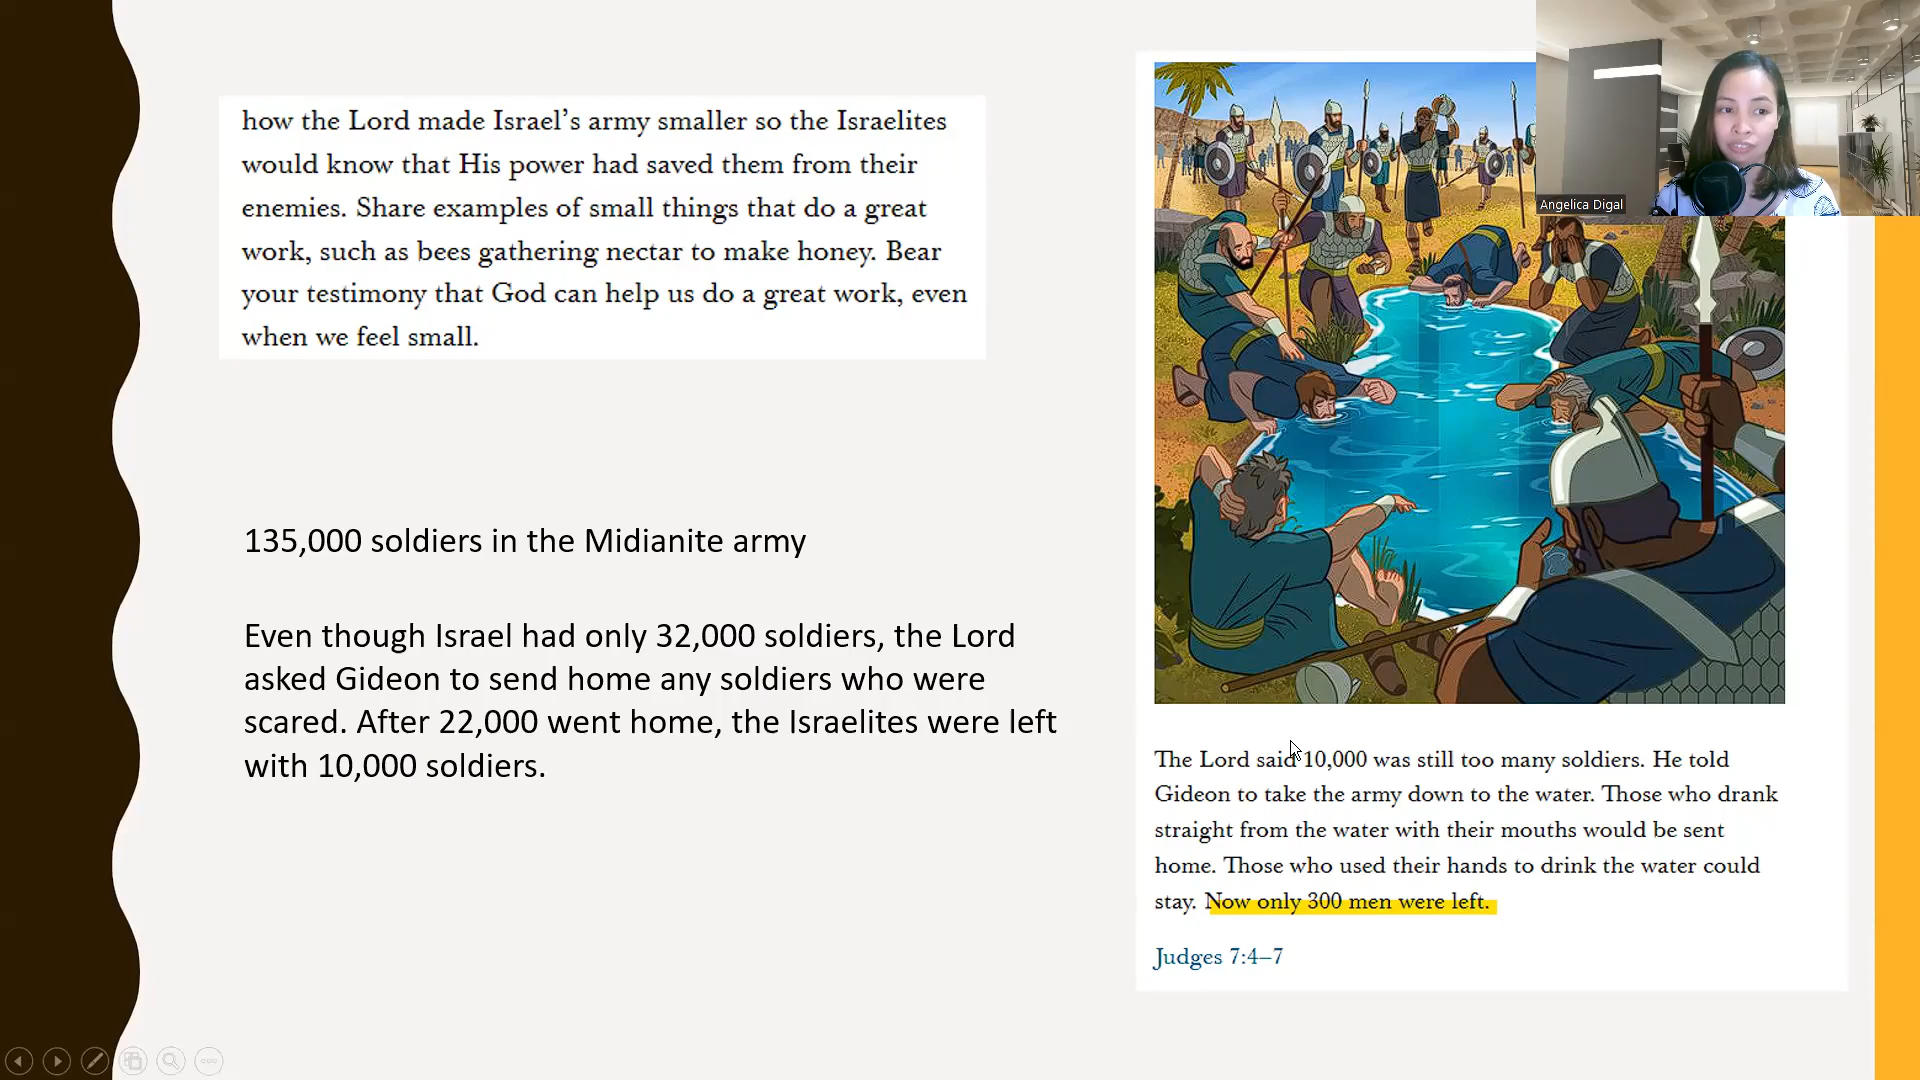 how the Lord made Israel’s army smaller so the Israelites
would know that His power had saved them from their
enemies. Share examples of small things that do a great
work, such as bees gathering nectar to make honey. Bear
your testimony that God can help us do a great work, even
when we feel small.
135,000 soldiers in the Midianite army
Even though Israel had only 32,000 soldiers, the Lord
asked Gideon to send home any soldiers who were
scared. After 22,000 went home, the Israelites were left
with 10,000 soldiers.
Angelica Digal
The Lord said 10,000 was still too many soldiers. He told
Gideon to take the army down to the water. Those who drank
straight from the water with their mouths would be sent
home. Those who used their hands to drink the water could
stay. Now only 300 men were left.
Judges 7:4–7